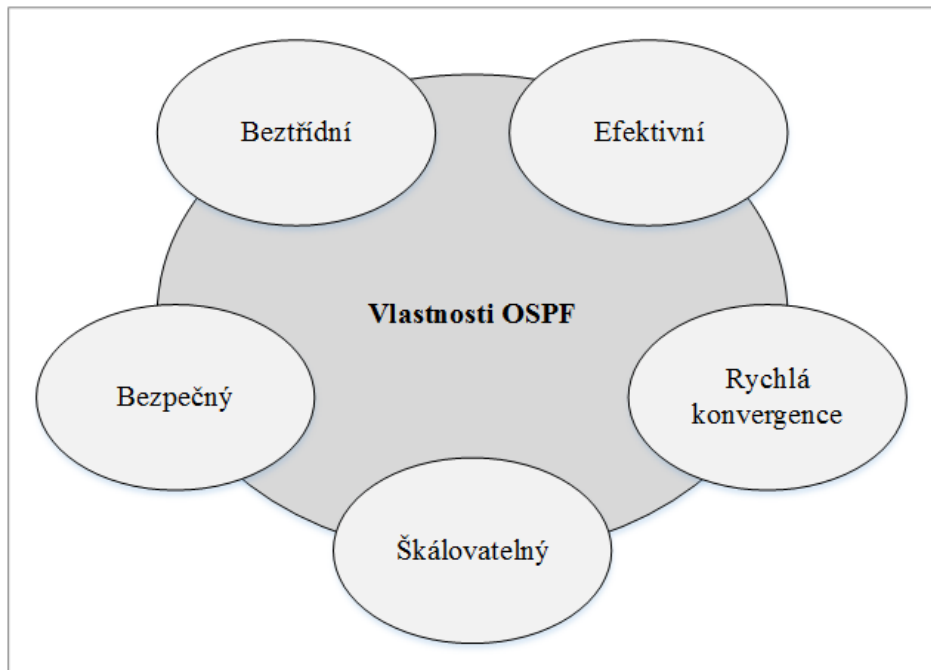 Beztřídní
Efektivní
Vlastnosti OSPF
Bezpečný
Rychlá
konvergence
Škálovatelný